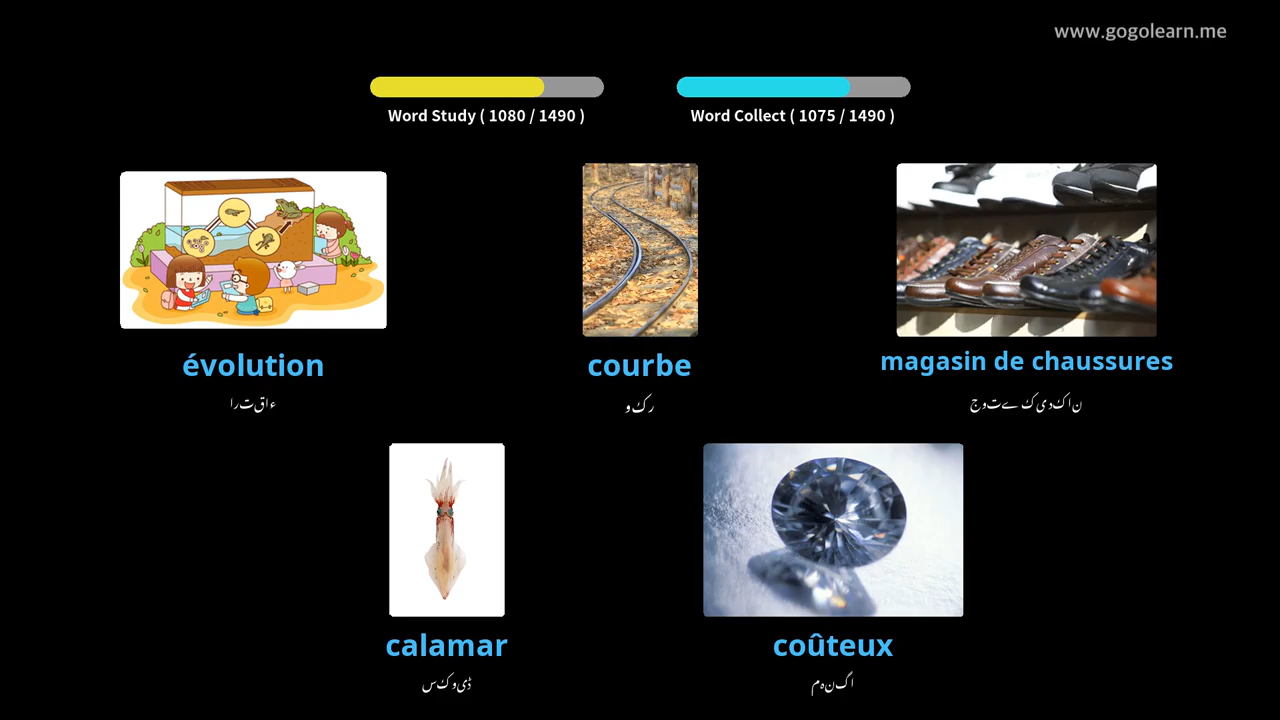 www.gogolearn.me
Word Study ( 1080 / 1490 )
Word Collect ( 1075 / 1490 )
évolution
courbe
magasin de chaussures
ارتقاء
وکر
جوتے کی دکان
calamar
coûteux
سکویڈ
مہنگا